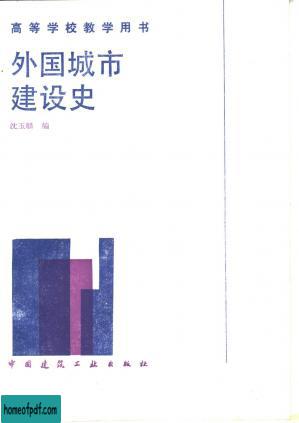 高等学校教学用书
外国城市
建设史
沈玉麟 编
中国建筑工业出版社
homeofpdf.com